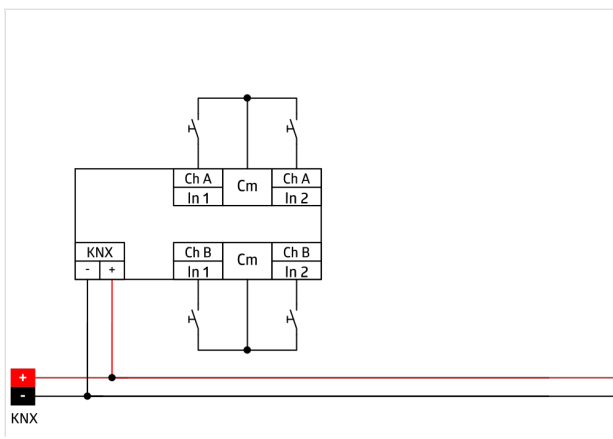 Ch A Cm Ch A
In 1 In 2
KNX Ch B Cm Ch B
- + In 1 In 2
+
-
KNX